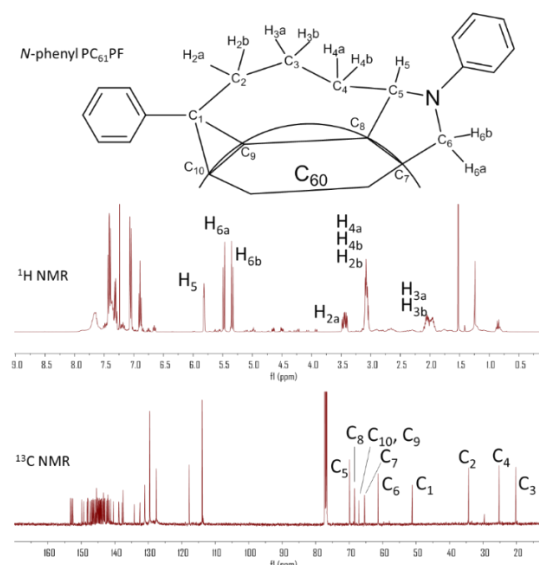 N-phenyl PC61PF
H2a H2b H3a H3b H4a H4b H5
C1 C2 C3 C4 C5 N
C6 H6b H6a
C8 C9 C10 C7
C60
1H NMR
H5 H6a H6b H2a H4a H4b H2b H3a H3b
9.0 8.5 8.0 7.5 7.0 6.5 6.0 5.5 5.0 4.5 4.0 3.5 3.0 2.5 2.0 1.5 1.0 0.5
f1 (ppm)
13C NMR
C5 C8 C10, C9 C7 C6 C1 C2 C4 C3
160 150 140 130 120 110 100 90 80 70 60 50 40 30 20
f1 (ppm)